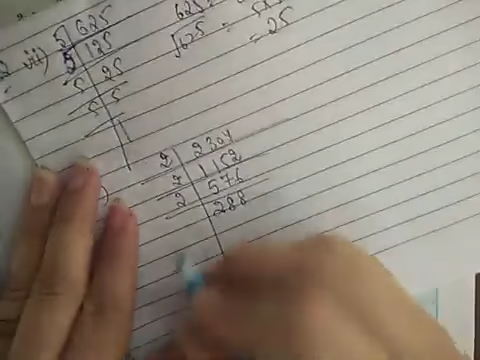 vii) 5 | 625
5 | 125
5 | 25
5 | 5
1
625 =
√625 =
= 25
)
2 | 2304
2 | 1152
2 | 576
288